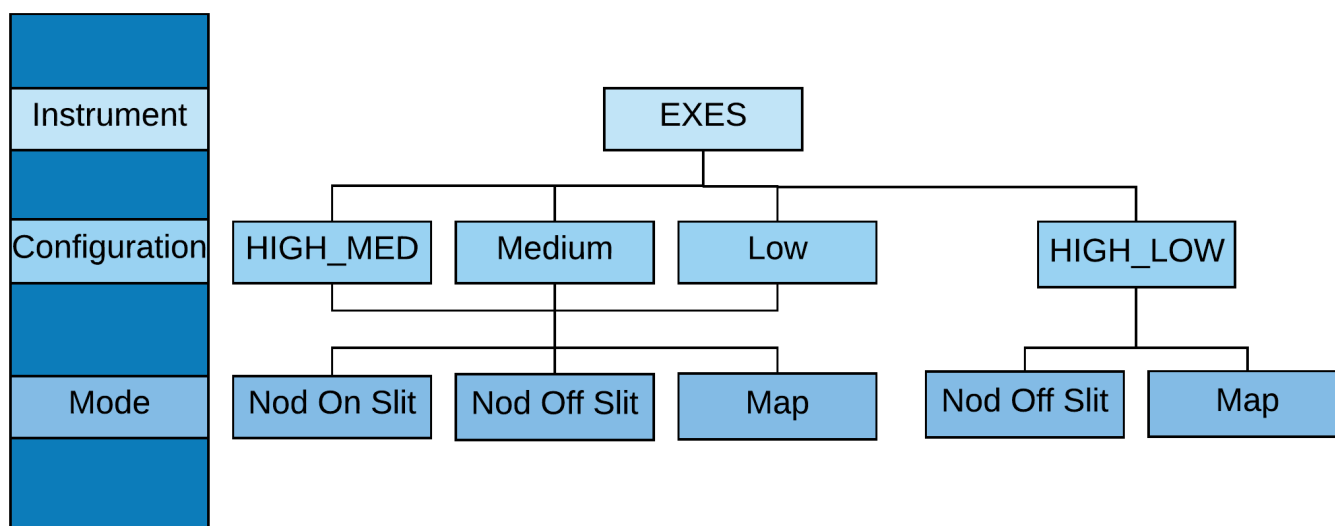 Instrument
EXES
Configuration
HIGH_MED
Medium
Low
HIGH_LOW
Mode
Nod On Slit
Nod Off Slit
Map
Nod Off Slit
Map